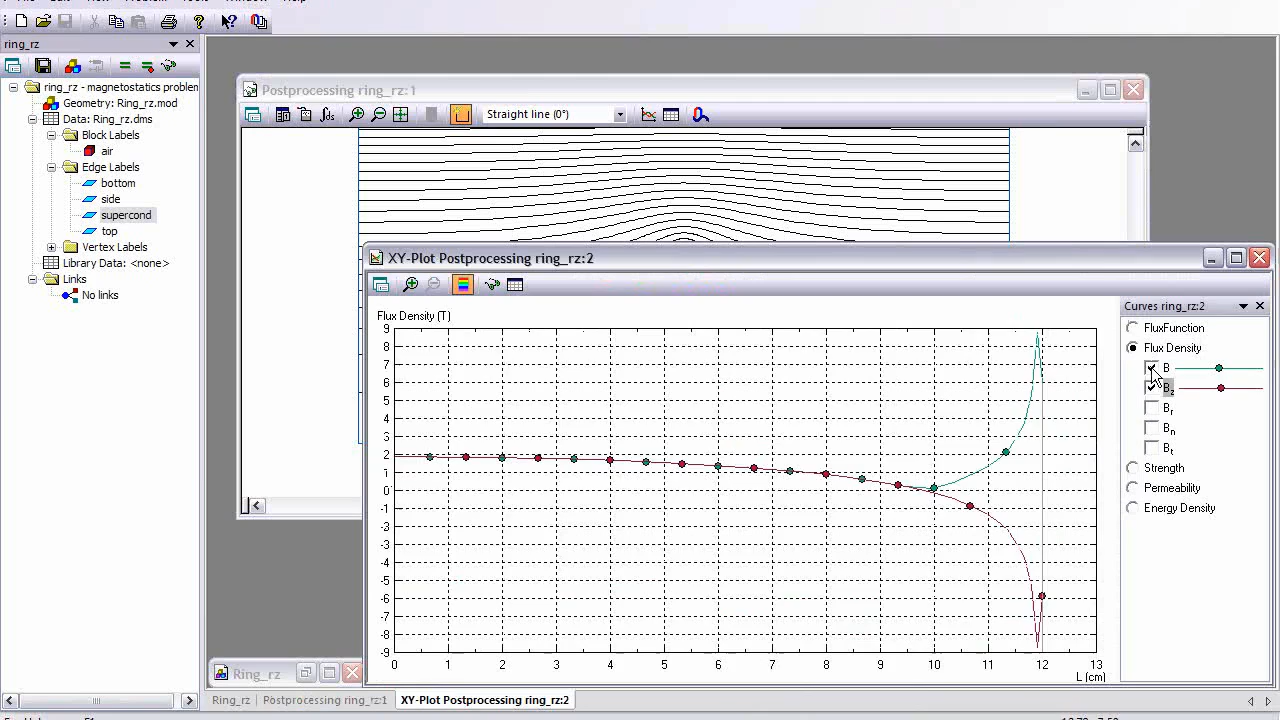 ring_rz
ring_rz - magnetostatics problem
Geometry: Ring_rz.mod
Data: Ring_rz.dms
Block Labels
air
Edge Labels
bottom
side
supercond
top
Vertex Labels
Library Data: <none>
Links
No links
Postprocessing ring_rz:1
Straight line (0°)
XY-Plot Postprocessing ring_rz:2
Flux Density (T)
9
8
7
6
5
4
3
2
1
0
-1
-2
-3
-4
-5
-6
-7
-8
-9
0 1 2 3 4 5 6 7 8 9 10 11 12 13
L (cm)
Curves ring_rz:2
FluxFunction
Flux Density
B
Bz
Br
Bn
Bt
Strength
Permeability
Energy Density
Ring_rz
Ring_rz Postprocessing ring_rz:1 XY-Plot Postprocessing ring_rz:2